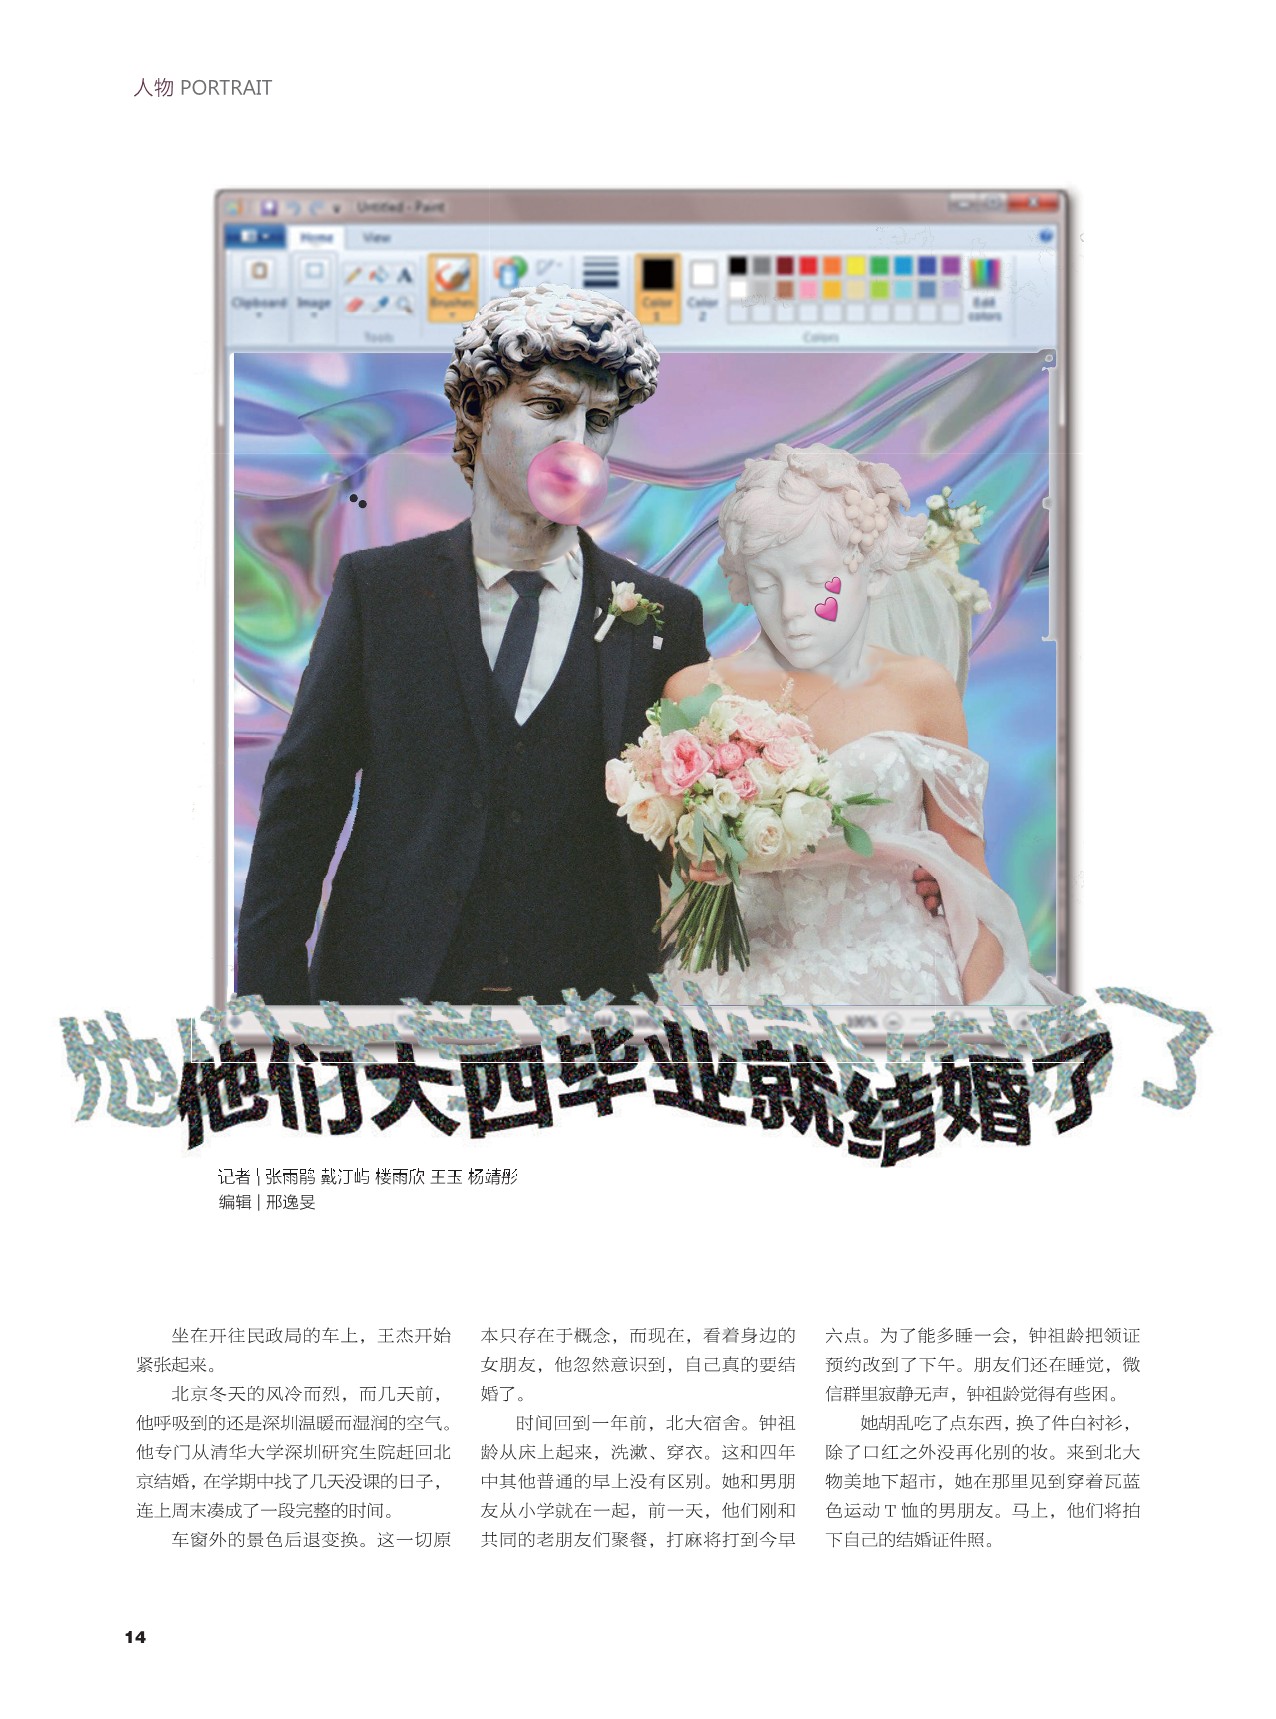 人物 PORTRAIT
Untitled - Paint
Home View
Clipboard
Image
Tools
Brushes
Color 1
Color 2
Edit colors
Colors
100%
他们大四毕业就结婚了
他们大四毕业就结婚了
记者 | 张雨鹃 戴汀屿 楼雨欣 王玉 杨靖彤
编辑 | 邢逸旻
坐在开往民政局的车上，王杰开始
紧张起来。
北京冬天的风冷而烈，而几天前，
他呼吸到的还是深圳温暖而湿润的空气。
他专门从清华大学深圳研究生院赶回北
京结婚，在学期中找了几天没课的日子，
连上周末凑成了一段完整的时间。
车窗外的景色后退变换。这一切原
本只存在于概念，而现在，看着身边的
女朋友，他忽然意识到，自己真的要结
婚了。
时间回到一年前，北大宿舍。钟祖
龄从床上起来，洗漱、穿衣。这和四年
中其他普通的早上没有区别。她和男朋
友从小学就在一起，前一天，他们刚和
共同的老朋友们聚餐，打麻将打到今早
六点。为了能多睡一会，钟祖龄把领证
预约改到了下午。朋友们还在睡觉，微
信群里寂静无声，钟祖龄觉得有些困。
她胡乱吃了点东西，换了件白衬衫，
除了口红之外没再化别的妆。来到北大
物美地下超市，她在那里见到穿着瓦蓝
色运动 T 恤的男朋友。马上，他们将拍
下自己的结婚证件照。
14